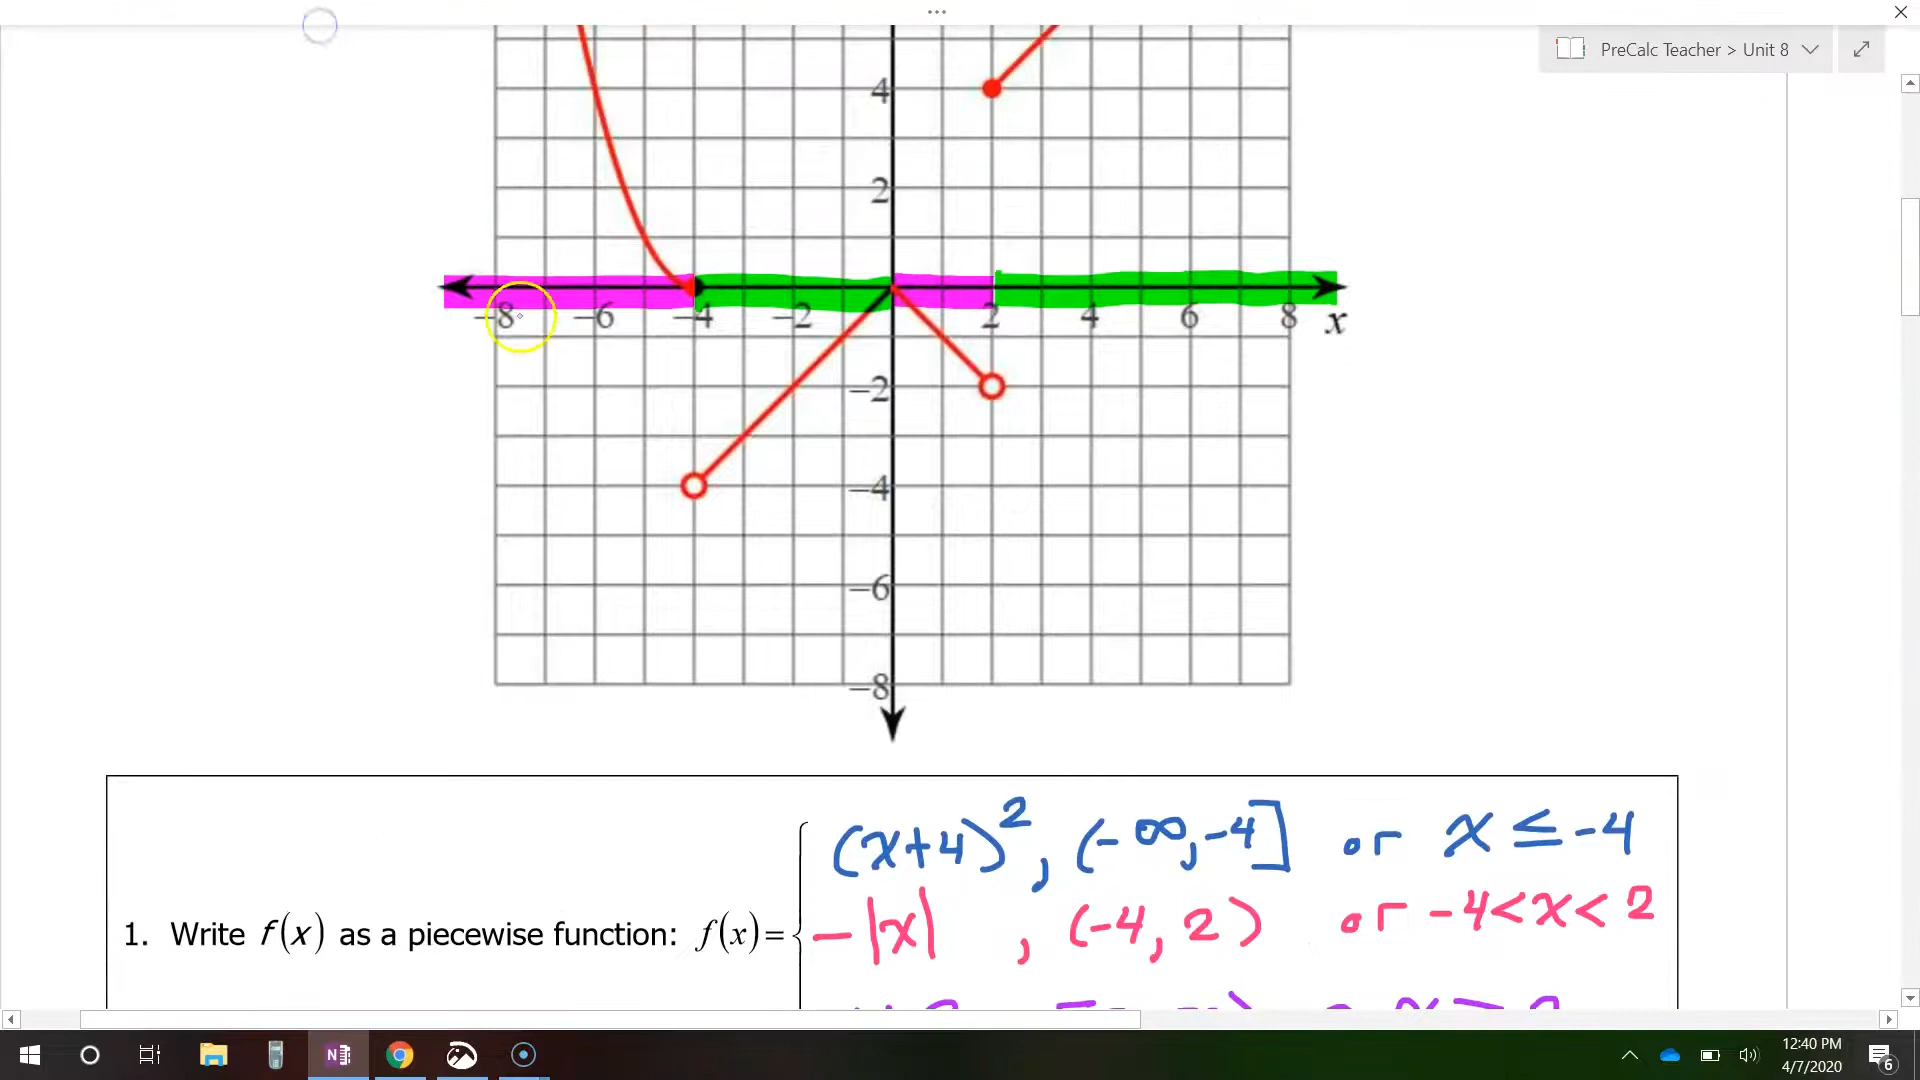 PreCalc Teacher > Unit 8
4
2
−8 −6 −4 −2 2 4 6 8 x
−2
−4
−6
−8
(x+4)², (-∞,-4] or x ≤ -4
1. Write f(x) as a piecewise function: f(x)= -|x| , (-4, 2) or -4<x<2
12:40 PM
4/7/2020
6